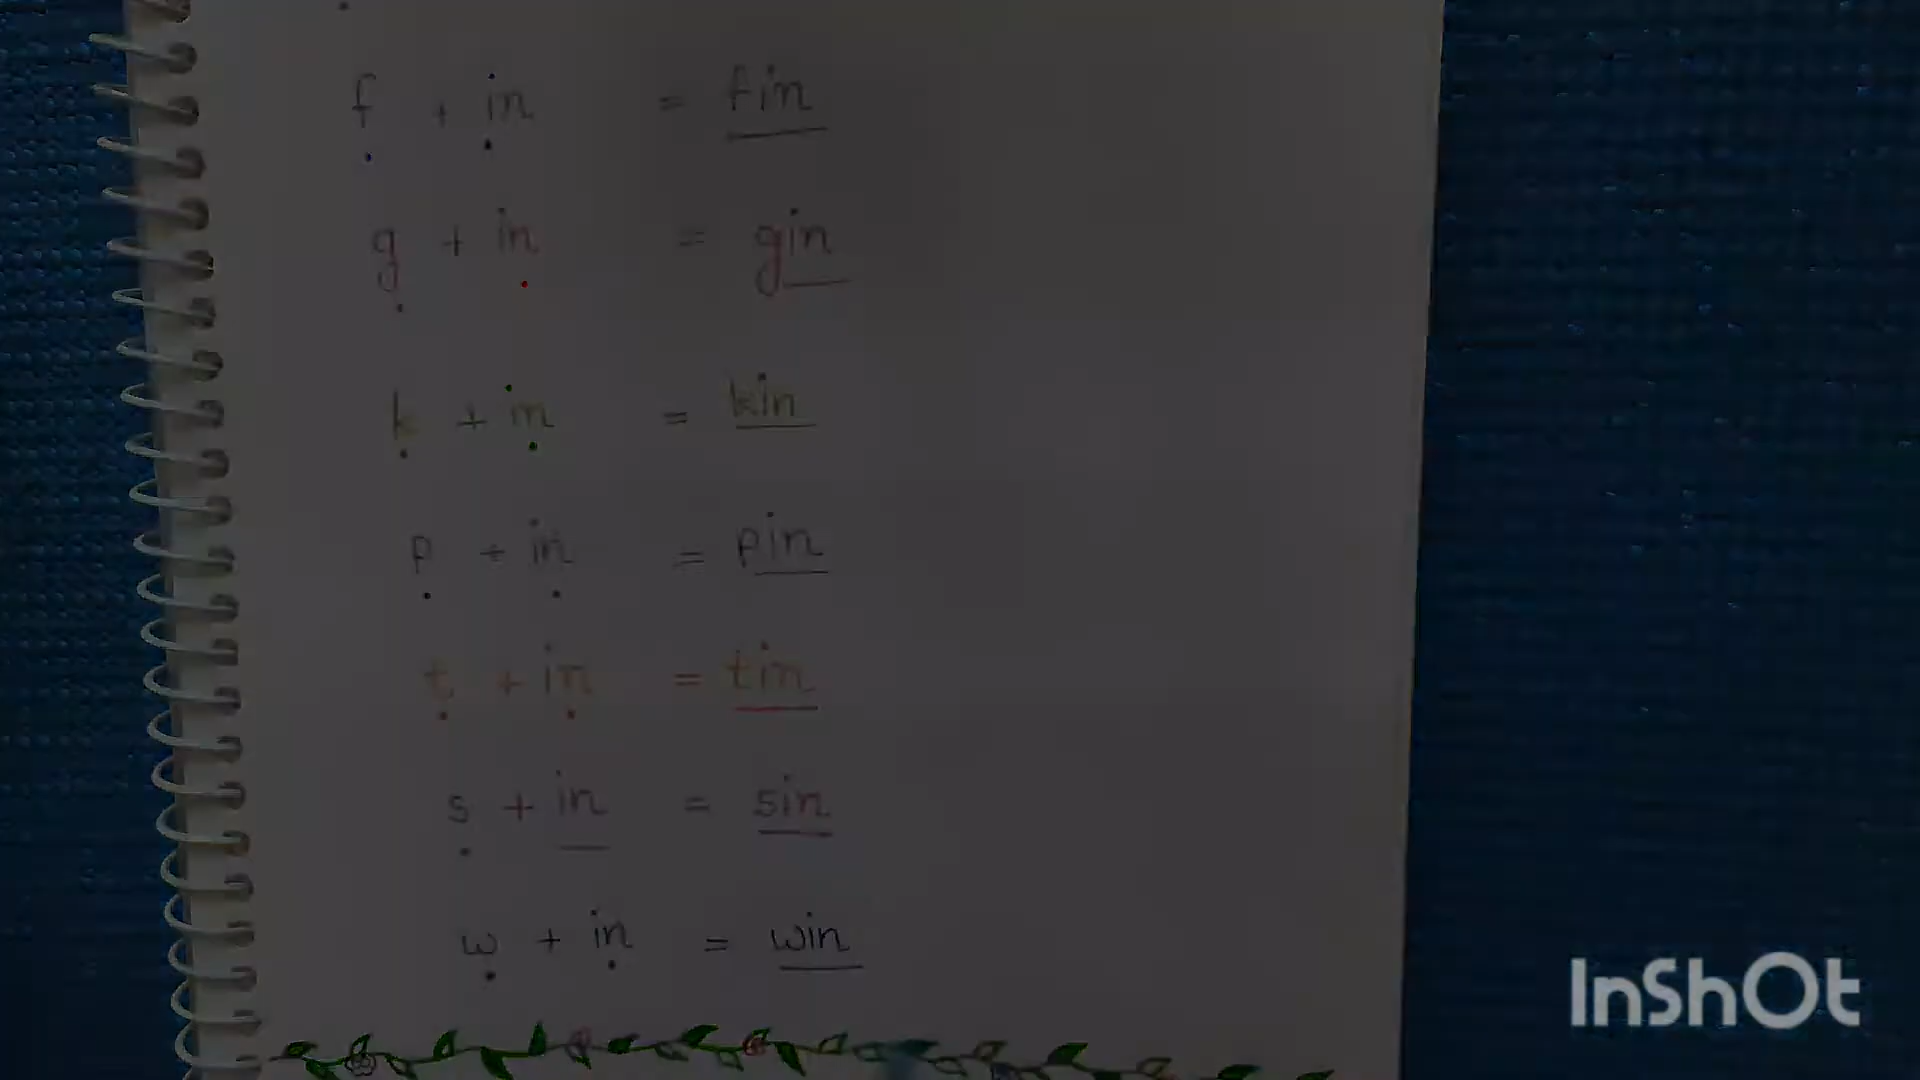 f + in = fin
g + in = gin
k + in = kin
p + in = pin
t + in = tin
s + in = sin
w + in = win
InShOt